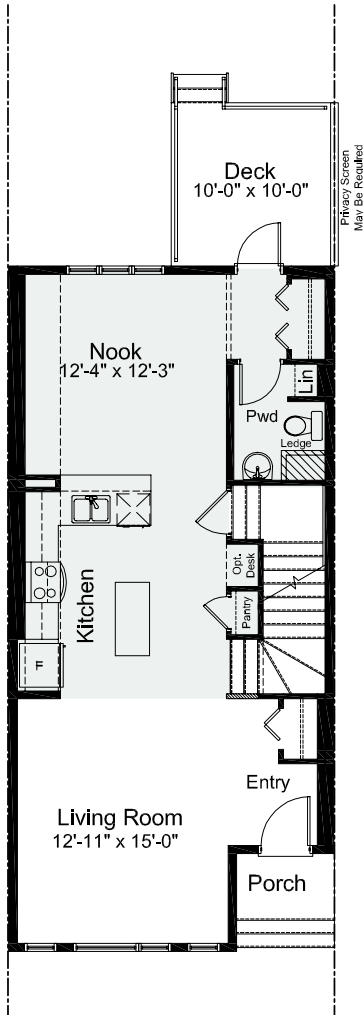 Deck
10'-0" x 10'-0"
Privacy Screen
May Be Required
Nook
12'-4" x 12'-3"
Lin
Pwd
Ledge
Opt.
Desk
Kitchen
Pantry
F
Entry
Living Room
12'-11" x 15'-0"
Porch